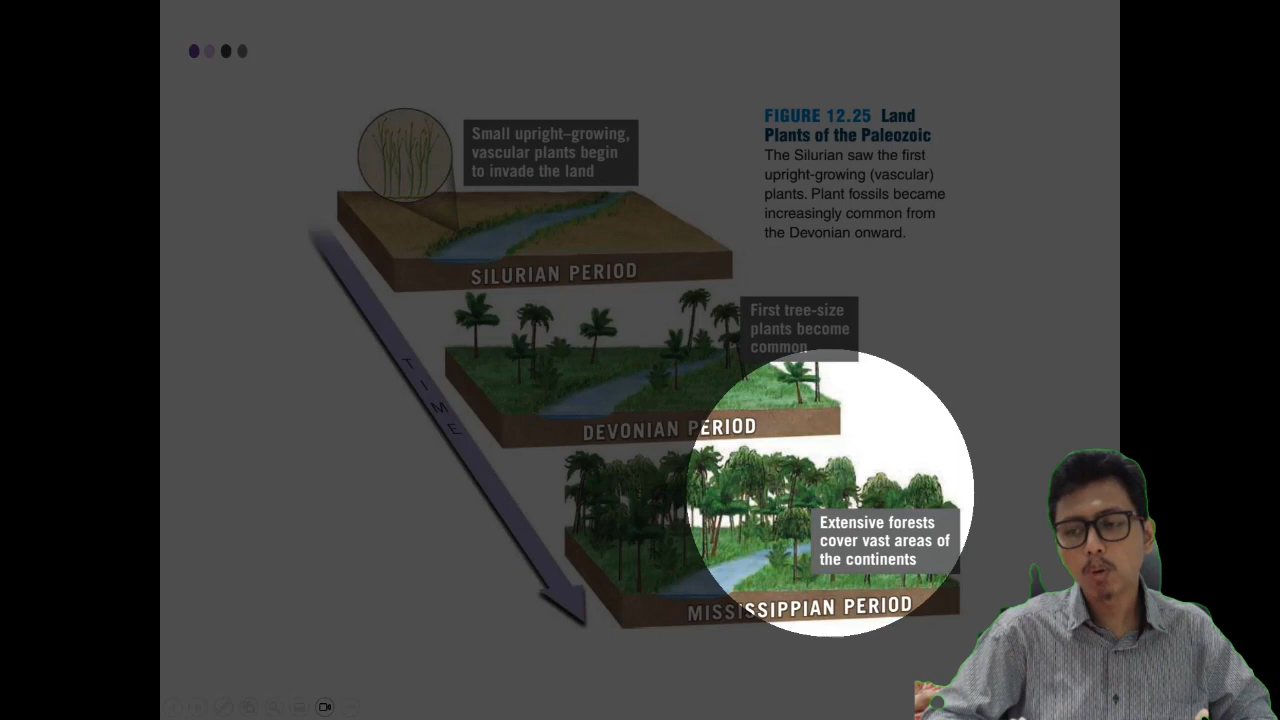 Small upright–growing,
vascular plants begin
to invade the land
SILURIAN PERIOD
FIGURE 12.25 Land
Plants of the Paleozoic
The Silurian saw the first
upright-growing (vascular)
plants. Plant fossils became
increasingly common from
the Devonian onward.
First tree-size
plants become
common
DEVONIAN PERIOD
TIME
Extensive forests
cover vast areas of
the continents
MISSISSIPPIAN PERIOD